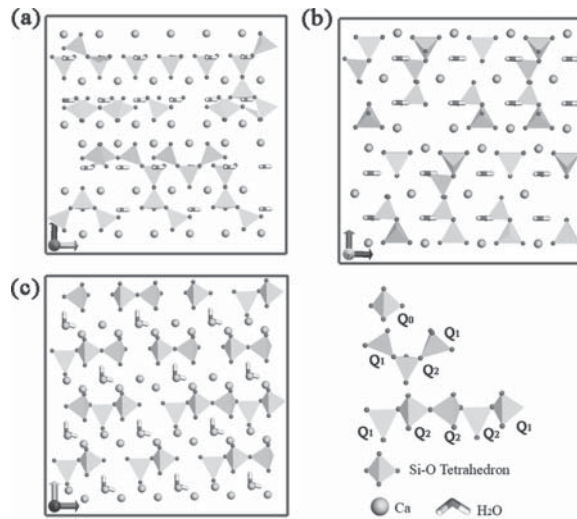 (a)
(b)
(c)
Q0
Q1
Q1
Q2
Q1 Q2 Q2 Q2 Q1
Si-O Tetrahedron
Ca H2O